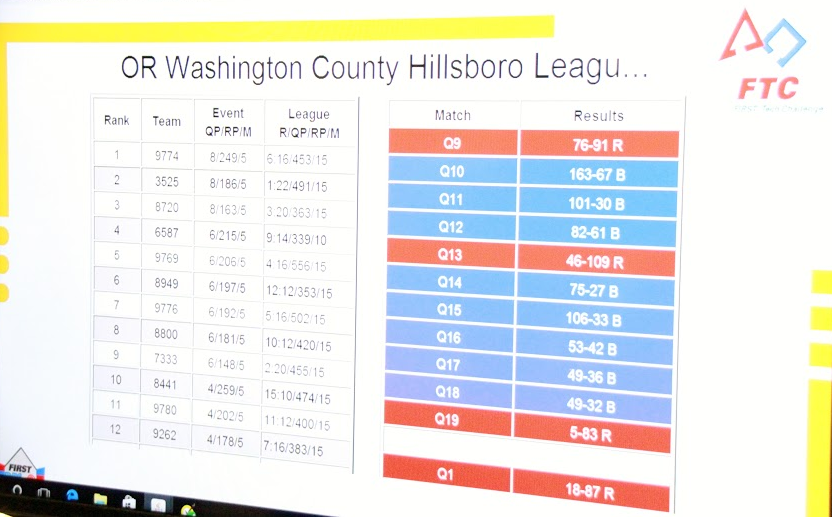 OR Washington County Hillsboro Leagu...
FTC
FIRST Tech Challenge
Rank Team Event QP/RP/M League R/QP/RP/M
1 9774 8/249/5 6:16/453/15
2 3525 8/186/5 1:22/491/15
3 8720 8/163/5 3:20/363/15
4 6587 6/215/5 9:14/339/10
5 9769 6/206/5 4:16/556/15
6 8949 6/197/5 12:12/353/15
7 9776 6/192/5 5:16/502/15
8 8800 6/181/5 10:12/420/15
9 7333 6/148/5 2:20/455/15
10 8441 4/259/5 15:10/474/15
11 9780 4/202/5 11:12/400/15
12 9262 4/178/5 7:16/383/15
Match Results
Q9 76-91 R
Q10 163-67 B
Q11 101-30 B
Q12 82-61 B
Q13 46-109 R
Q14 75-27 B
Q15 106-33 B
Q16 53-42 B
Q17 49-36 B
Q18 49-32 B
Q19 5-83 R
Q1 18-87 R
FIRST